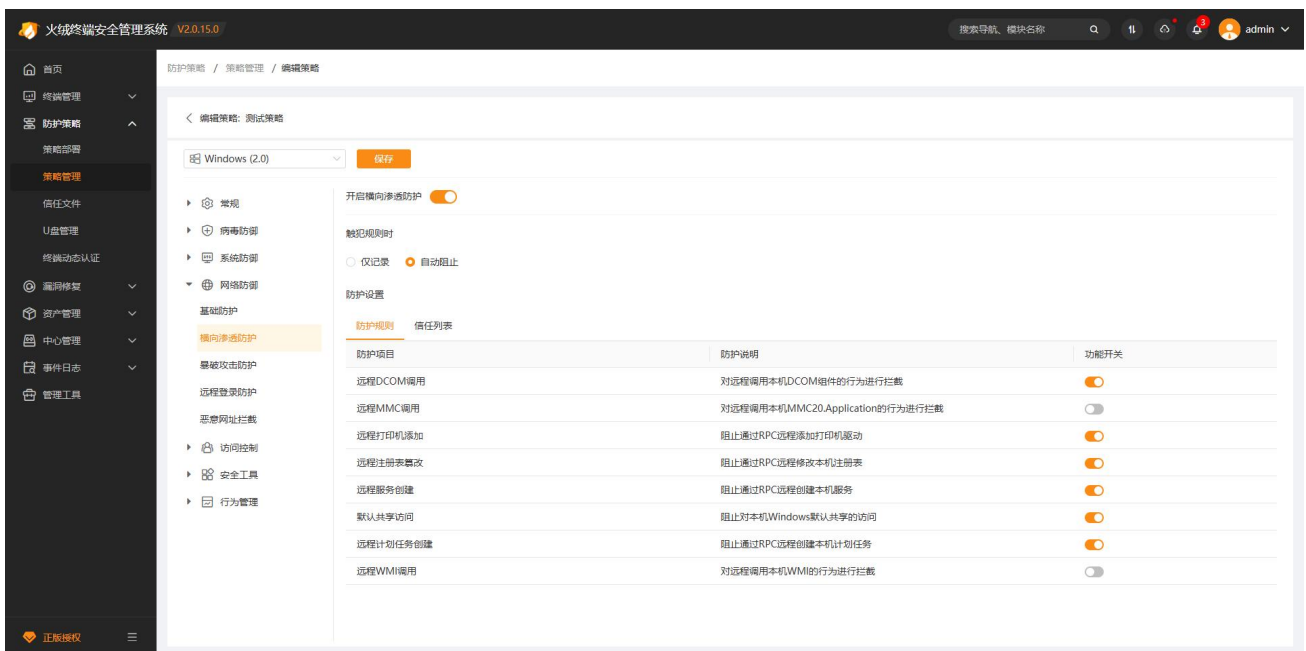 火绒终端安全管理系统 V2.0.15.0
搜索导航、模块名称
3
admin
首页
终端管理
防护策略
策略部署
策略管理
信任文件
U盘管理
终端动态认证
漏洞修复
资产管理
中心管理
事件日志
管理工具
正版授权
防护策略 / 策略管理 / 编辑策略
编辑策略: 测试策略
Windows (2.0)
保存
常规
病毒防御
系统防御
网络防御
基础防护
横向渗透防护
暴破攻击防护
远程登录防护
恶意网址拦截
访问控制
安全工具
行为管理
开启横向渗透防护
触犯规则时
仅记录 自动阻止
防护设置
防护规则 信任列表
防护项目 防护说明 功能开关
远程DCOM调用 对远程调用本机DCOM组件的行为进行拦截
远程MMC调用 对远程调用本机MMC20.Application的行为进行拦截
远程打印机添加 阻止通过RPC远程添加打印机驱动
远程注册表篡改 阻止通过RPC远程修改本机注册表
远程服务创建 阻止通过RPC远程创建本机服务
默认共享访问 阻止对本机Windows默认共享的访问
远程计划任务创建 阻止通过RPC远程创建本机计划任务
远程WMI调用 对远程调用本机WMI的行为进行拦截